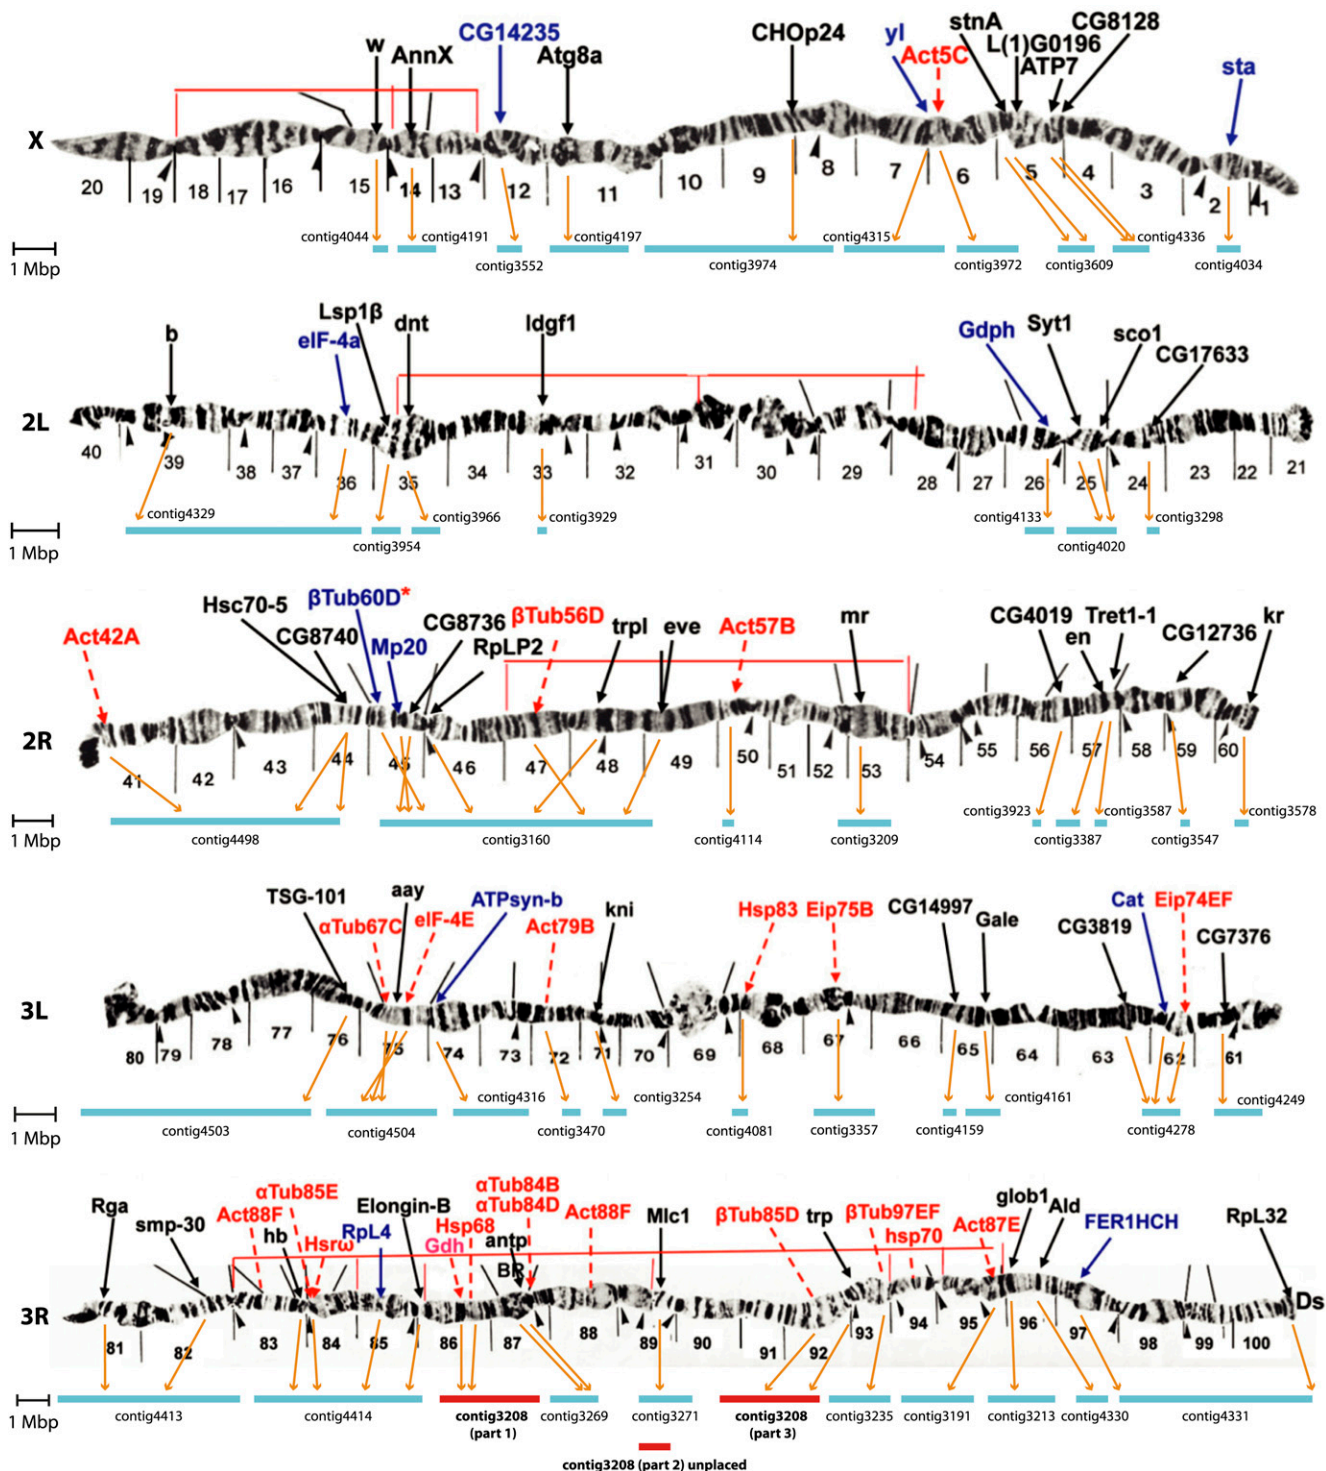 stnA CG8128
CG14235 CHOp24 yl L(1)G0196
w AnnX Atg8a Act5C ATP7 sta
X
20 19 18 17 16 15 14 13 12 11 10 9 8 7 6 5 4 3 2 1
contig4044 contig4191 contig4197 contig4315 contig4336
1 Mbp contig3552 contig3974 contig3972 contig3609 contig4034
Lsp1β dnt ldgf1 Syt1
b eIF-4a Gdph sco1
CG17633
2L
40 39 38 37 36 35 34 33 32 31 30 29 28 27 26 25 24 23 22 21
contig4329 contig3966 contig3929 contig4133 contig3298
1 Mbp contig3954 contig4020
Hsc70-5 βTub60D* CG8736 βTub56D mr CG4019 Tret1-1 kr
Act42A CG8740 Mp20 RpLP2 trpl eve Act57B en CG12736
2R
41 42 43 44 45 46 47 48 49 50 51 52 53 54 55 56 57 58 59 60
contig3923 contig3587 contig3578
1 Mbp contig4498 contig3160 contig4114 contig3209 contig3387 contig3547
TSG-101 aay ATPsyn-b Cat Eip74EF
αTub67C eIF-4E Act79B kni Hsp83 Eip75B CG14997 Gale CG3819 CG7376
3L
80 79 78 77 76 75 74 73 72 71 70 69 68 67 66 65 64 63 62 61
contig4316 contig3254 contig4161 contig4249
1 Mbp contig4503 contig4504 contig3470 contig4081 contig3357 contig4159 contig4278
αTub85E αTub84B glob1
Rga Act88F Elongin-B αTub84D Act88F Mlc1 βTub85D trp βTub97EF Ald FER1HCH RpL32
smp-30 hb Hsrω RpL4 Hsp68 antp hsp70 Act87E
Gdh BR
3R Ds
81 82 83 84 85 86 87 88 89 90 91 92 93 94 95 96 97 98 99 100
1 Mbp contig4413 contig4414 contig3208 contig3269 contig3271 contig3208 contig3235 contig3191 contig3213 contig4330 contig4331
(part 1) (part 3)
contig3208 (part 2) unplaced